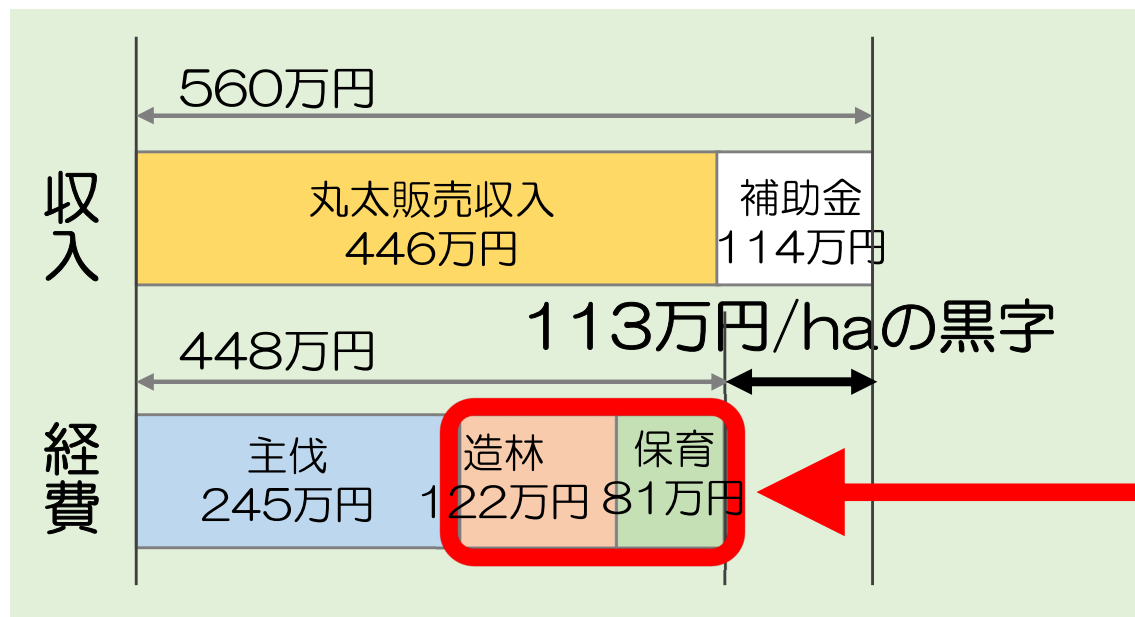 560万円
収入
丸太販売収入
446万円
補助金
114万円
113万円/haの黒字
448万円
経費
主伐
245万円
造林
122万円
保育
81万円